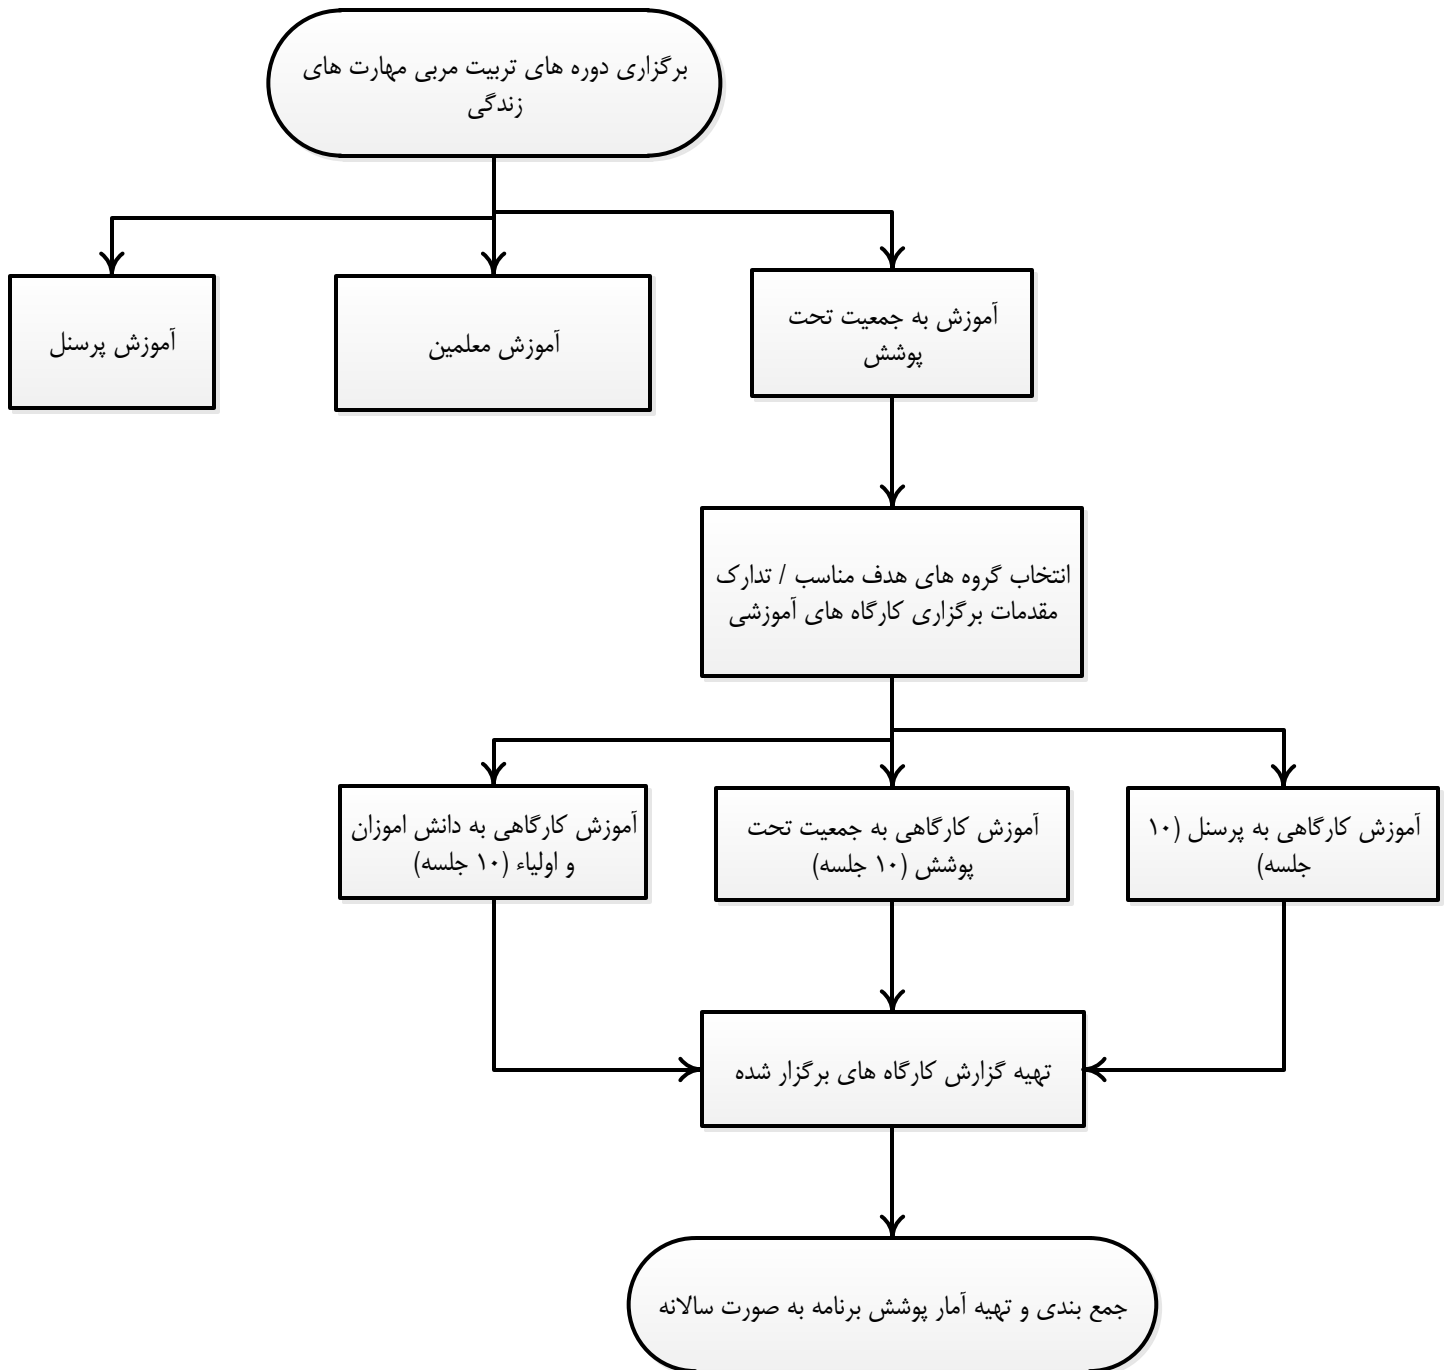 برگزاری دوره های تربیت مربی مهارت های
زندگی
آموزش به جمعیت تحت
پوشش
آموزش معلمین
آموزش پرسنل
انتخاب گروه های هدف مناسب / تدارک
مقدمات برگزاری کارگاه های آموزشی
آموزش کارگاهی به پرسنل (۱۰
جلسه)
آموزش کارگاهی به جمعیت تحت
پوشش (۱۰ جلسه)
آموزش کارگاهی به دانش اموزان
و اولیاء (۱۰ جلسه)
تهیه گزارش کارگاه های برگزار شده
جمع بندی و تهیه آمار پوشش برنامه به صورت سالانه